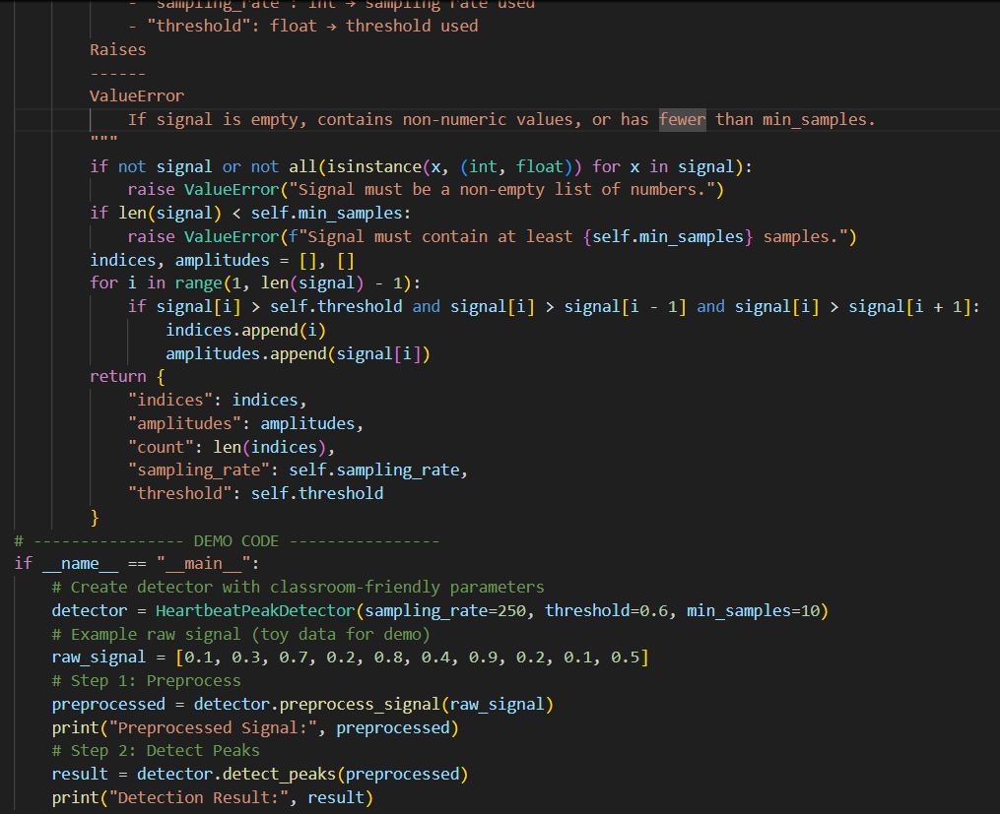 - "sampling_rate": int → sampling rate used
- "threshold": float → threshold used
Raises
------
ValueError
If signal is empty, contains non-numeric values, or has fewer than min_samples.
"""
if not signal or not all(isinstance(x, (int, float)) for x in signal):
raise ValueError("Signal must be a non-empty list of numbers.")
if len(signal) < self.min_samples:
raise ValueError(f"Signal must contain at least {self.min_samples} samples.")
indices, amplitudes = [], []
for i in range(1, len(signal) - 1):
if signal[i] > self.threshold and signal[i] > signal[i - 1] and signal[i] > signal[i + 1]:
indices.append(i)
amplitudes.append(signal[i])
return {
"indices": indices,
"amplitudes": amplitudes,
"count": len(indices),
"sampling_rate": self.sampling_rate,
"threshold": self.threshold
}
# ---------------- DEMO CODE ----------------
if __name__ == "__main__":
# Create detector with classroom-friendly parameters
detector = HeartbeatPeakDetector(sampling_rate=250, threshold=0.6, min_samples=10)
# Example raw signal (toy data for demo)
raw_signal = [0.1, 0.3, 0.7, 0.2, 0.8, 0.4, 0.9, 0.2, 0.1, 0.5]
# Step 1: Preprocess
preprocessed = detector.preprocess_signal(raw_signal)
print("Preprocessed Signal:", preprocessed)
# Step 2: Detect Peaks
result = detector.detect_peaks(preprocessed)
print("Detection Result:", result)